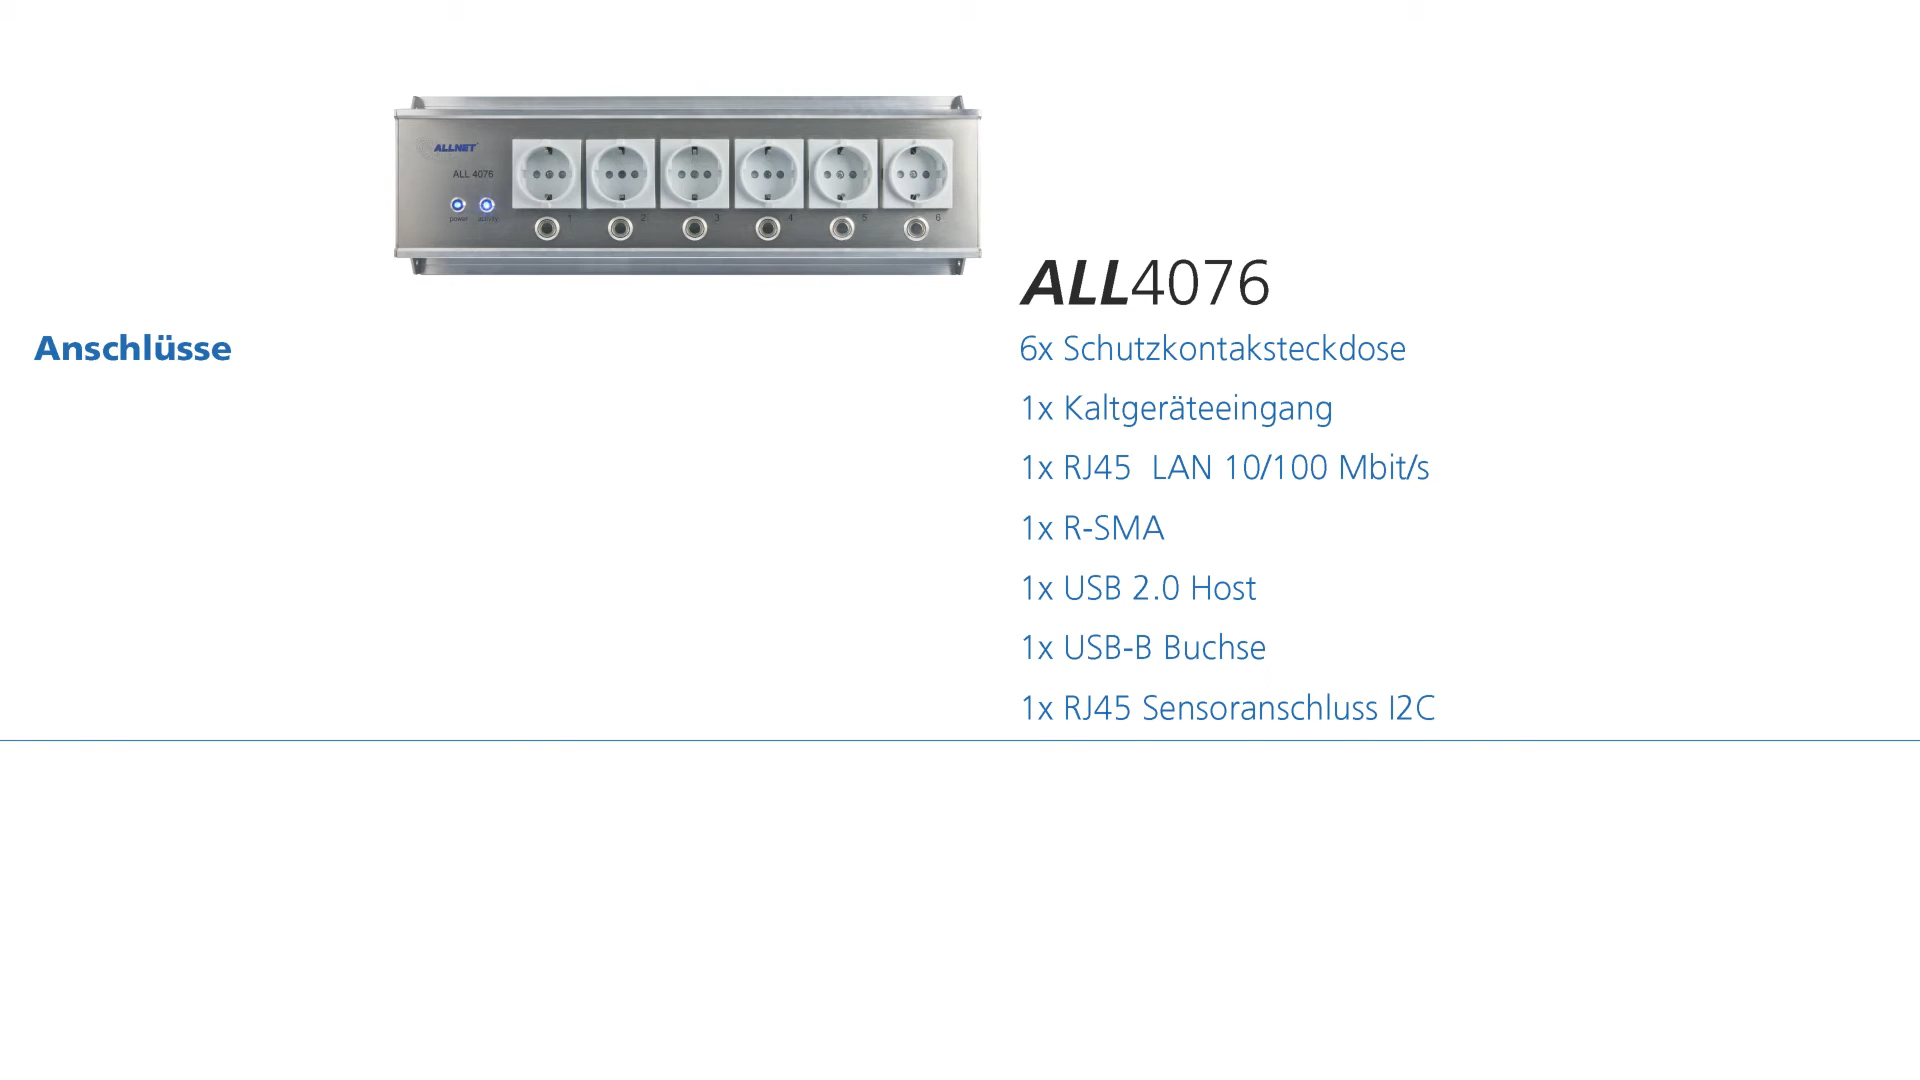 ALLNET
ALL 4076
power activity
1 2 3 4 5 6
ALL4076
Anschlüsse
6x Schutzkontaksteckdose
1x Kaltgeräteeingang
1x RJ45 LAN 10/100 Mbit/s
1x R-SMA
1x USB 2.0 Host
1x USB-B Buchse
1x RJ45 Sensoranschluss I2C